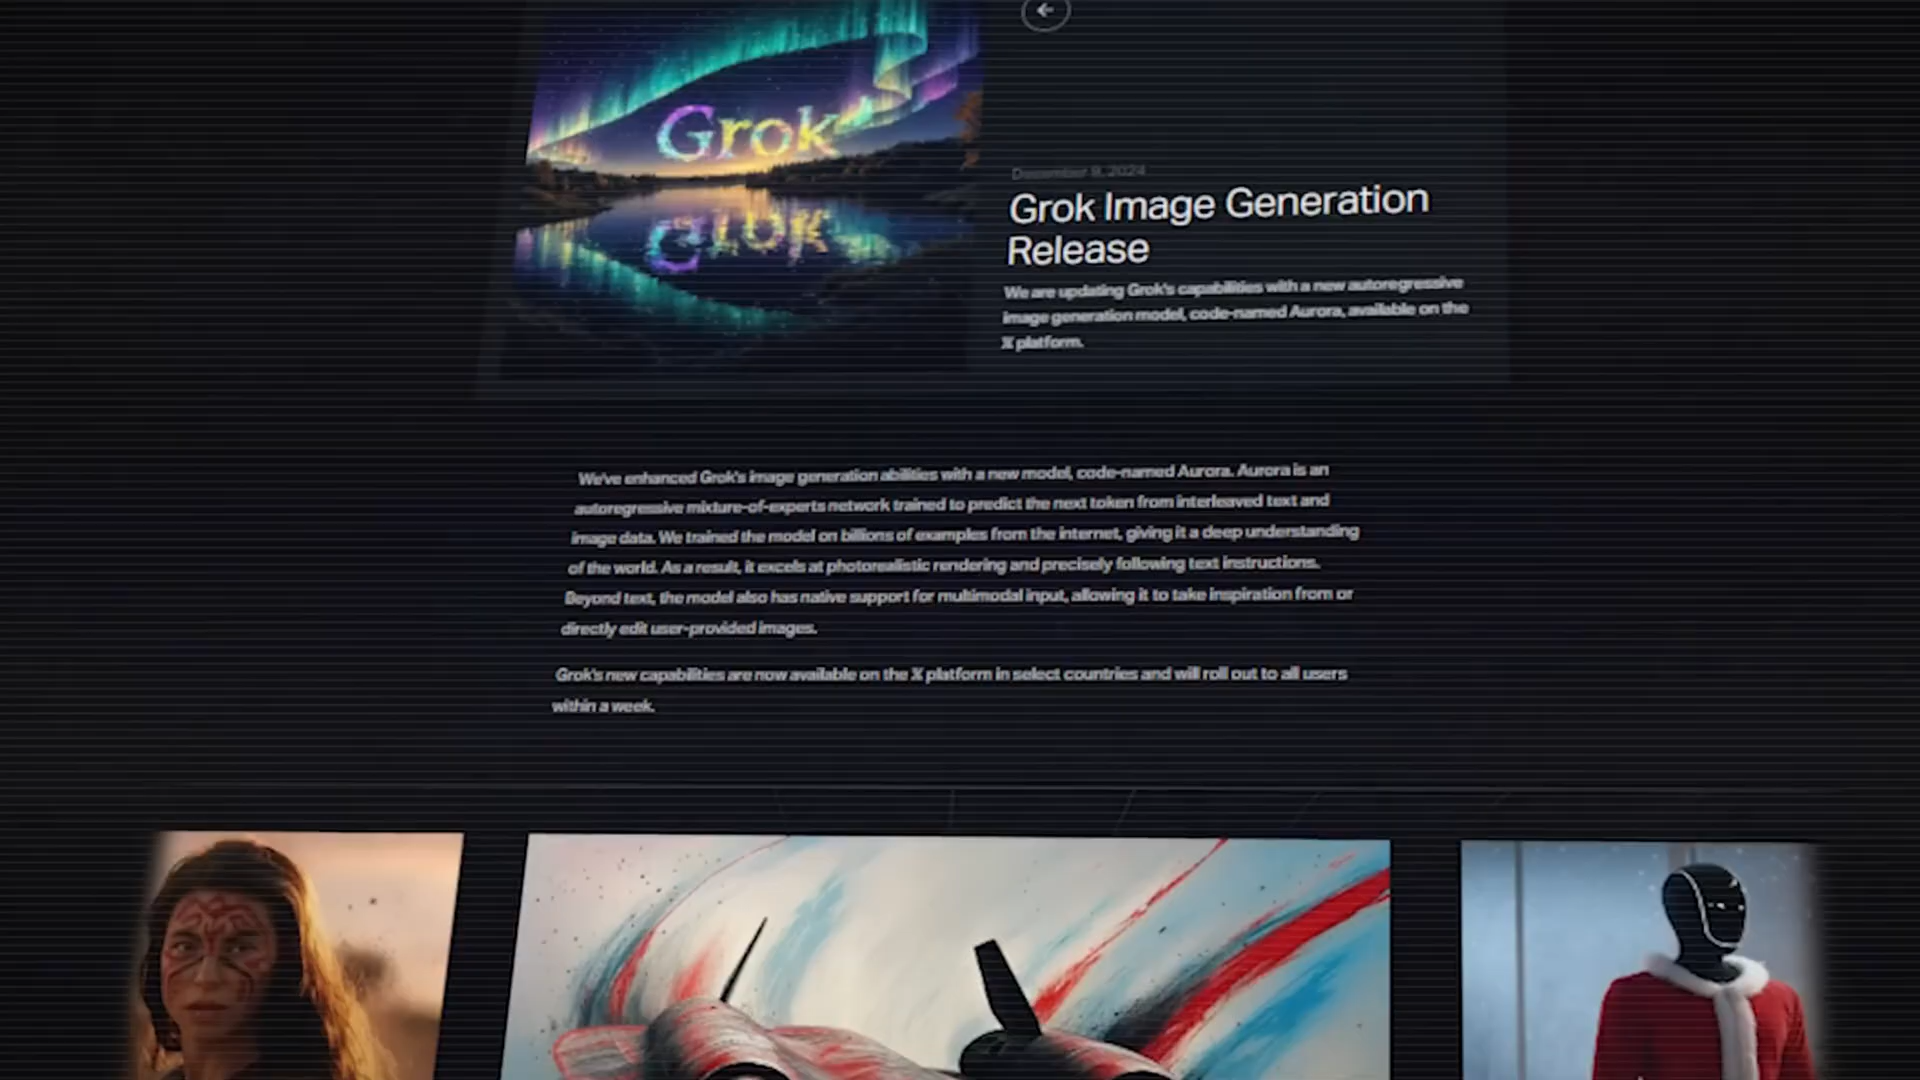 Grok
Grok
December 9, 2024
Grok Image Generation
Release
We are updating Grok's capabilities with a new autoregressive
image generation model, code-named Aurora, available on the
X platform.
We've enhanced Grok's image generation abilities with a new model, code-named Aurora. Aurora is an
autoregressive mixture-of-experts network trained to predict the next token from interleaved text and
image data. We trained the model on billions of examples from the internet, giving it a deep understanding
of the world. As a result, it excels at photorealistic rendering and precisely following text instructions.
Beyond text, the model also has native support for multimodal input, allowing it to take inspiration from or
directly edit user-provided images.
Grok's new capabilities are now available on the X platform in select countries and will roll out to all users
within a week.